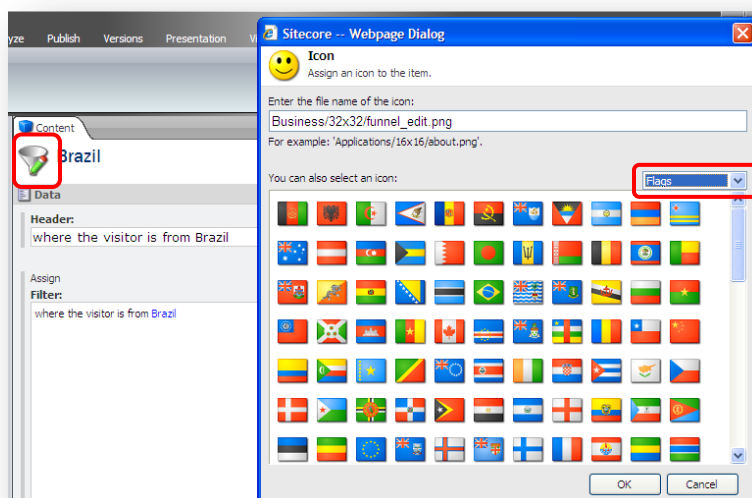 yze Publish Versions Presentation
Sitecore -- Webpage Dialog
Icon
Assign an icon to the item.
Enter the file name of the icon:
Business/32x32/funnel_edit.png
For example: 'Applications/16x16/about.png'.
You can also select an icon:
Flags
OK Cancel
Content
Brazil
Data
Header:
where the visitor is from Brazil
Assign
Filter:
where the visitor is from Brazil